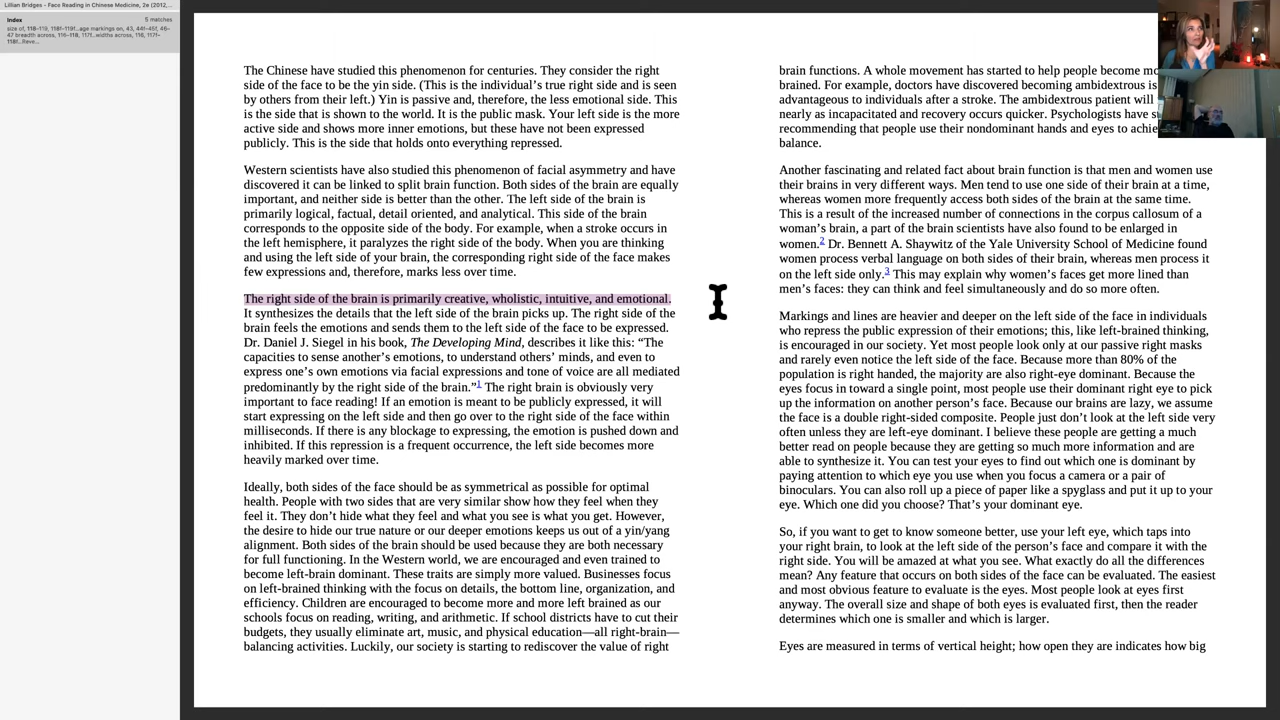 Lillian Bridges - Face Reading in Chinese Medicine, 2e (2012,...
Index
5 matches
size of, 118–119, 118f–119f...age markings on, 43, 44f–45f, 46–
47 breadth across, 116–118, 117f...widths across, 116, 117f–
118f...Reve...
The Chinese have studied this phenomenon for centuries. They consider the right
side of the face to be the yin side. (This is the individual’s true right side and is seen
by others from their left.) Yin is passive and, therefore, the less emotional side. This
is the side that is shown to the world. It is the public mask. Your left side is the more
active side and shows more inner emotions, but these have not been expressed
publicly. This is the side that holds onto everything repressed.
Western scientists have also studied this phenomenon of facial asymmetry and have
discovered it can be linked to split brain function. Both sides of the brain are equally
important, and neither side is better than the other. The left side of the brain is
primarily logical, factual, detail oriented, and analytical. This side of the brain
corresponds to the opposite side of the body. For example, when a stroke occurs in
the left hemisphere, it paralyzes the right side of the body. When you are thinking
and using the left side of your brain, the corresponding right side of the face makes
few expressions and, therefore, marks less over time.
The right side of the brain is primarily creative, wholistic, intuitive, and emotional.
It synthesizes the details that the left side of the brain picks up. The right side of the
brain feels the emotions and sends them to the left side of the face to be expressed.
Dr. Daniel J. Siegel in his book, The Developing Mind, describes it like this: “The
capacities to sense another’s emotions, to understand others’ minds, and even to
express one’s own emotions via facial expressions and tone of voice are all mediated
predominantly by the right side of the brain.”1 The right brain is obviously very
important to face reading! If an emotion is meant to be publicly expressed, it will
start expressing on the left side and then go over to the right side of the face within
milliseconds. If there is any blockage to expressing, the emotion is pushed down and
inhibited. If this repression is a frequent occurrence, the left side becomes more
heavily marked over time.
Ideally, both sides of the face should be as symmetrical as possible for optimal
health. People with two sides that are very similar show how they feel when they
feel it. They don’t hide what they feel and what you see is what you get. However,
the desire to hide our true nature or our deeper emotions keeps us out of a yin/yang
alignment. Both sides of the brain should be used because they are both necessary
for full functioning. In the Western world, we are encouraged and even trained to
become left-brain dominant. These traits are simply more valued. Businesses focus
on left-brained thinking with the focus on details, the bottom line, organization, and
efficiency. Children are encouraged to become more and more left brained as our
schools focus on reading, writing, and arithmetic. If school districts have to cut their
budgets, they usually eliminate art, music, and physical education—all right-brain—
balancing activities. Luckily, our society is starting to rediscover the value of right
brain functions. A whole movement has started to help people become mo
brained. For example, doctors have discovered becoming ambidextrous is
advantageous to individuals after a stroke. The ambidextrous patient will
nearly as incapacitated and recovery occurs quicker. Psychologists have s
recommending that people use their nondominant hands and eyes to achie
balance.
Another fascinating and related fact about brain function is that men and women use
their brains in very different ways. Men tend to use one side of their brain at a time,
whereas women more frequently access both sides of the brain at the same time.
This is a result of the increased number of connections in the corpus callosum of a
woman’s brain, a part of the brain scientists have also found to be enlarged in
women.2 Dr. Bennett A. Shaywitz of the Yale University School of Medicine found
women process verbal language on both sides of their brain, whereas men process it
on the left side only.3 This may explain why women’s faces get more lined than
men’s faces: they can think and feel simultaneously and do so more often.
Markings and lines are heavier and deeper on the left side of the face in individuals
who repress the public expression of their emotions; this, like left-brained thinking,
is encouraged in our society. Yet most people look only at our passive right masks
and rarely even notice the left side of the face. Because more than 80% of the
population is right handed, the majority are also right-eye dominant. Because the
eyes focus in toward a single point, most people use their dominant right eye to pick
up the information on another person’s face. Because our brains are lazy, we assume
the face is a double right-sided composite. People just don’t look at the left side very
often unless they are left-eye dominant. I believe these people are getting a much
better read on people because they are getting so much more information and are
able to synthesize it. You can test your eyes to find out which one is dominant by
paying attention to which eye you use when you focus a camera or a pair of
binoculars. You can also roll up a piece of paper like a spyglass and put it up to your
eye. Which one did you choose? That’s your dominant eye.
So, if you want to get to know someone better, use your left eye, which taps into
your right brain, to look at the left side of the person’s face and compare it with the
right side. You will be amazed at what you see. What exactly do all the differences
mean? Any feature that occurs on both sides of the face can be evaluated. The easiest
and most obvious feature to evaluate is the eyes. Most people look at eyes first
anyway. The overall size and shape of both eyes is evaluated first, then the reader
determines which one is smaller and which is larger.
Eyes are measured in terms of vertical height; how open they are indicates how big